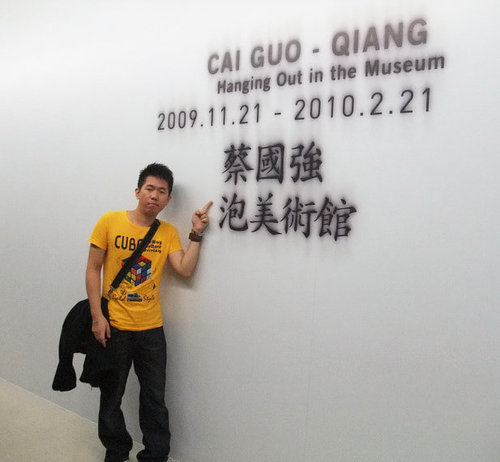 CAI GUO - QIANG
Hanging Out in the Museum
2009.11.21 - 2010.2.21
蔡國強
泡美術館
CUBE